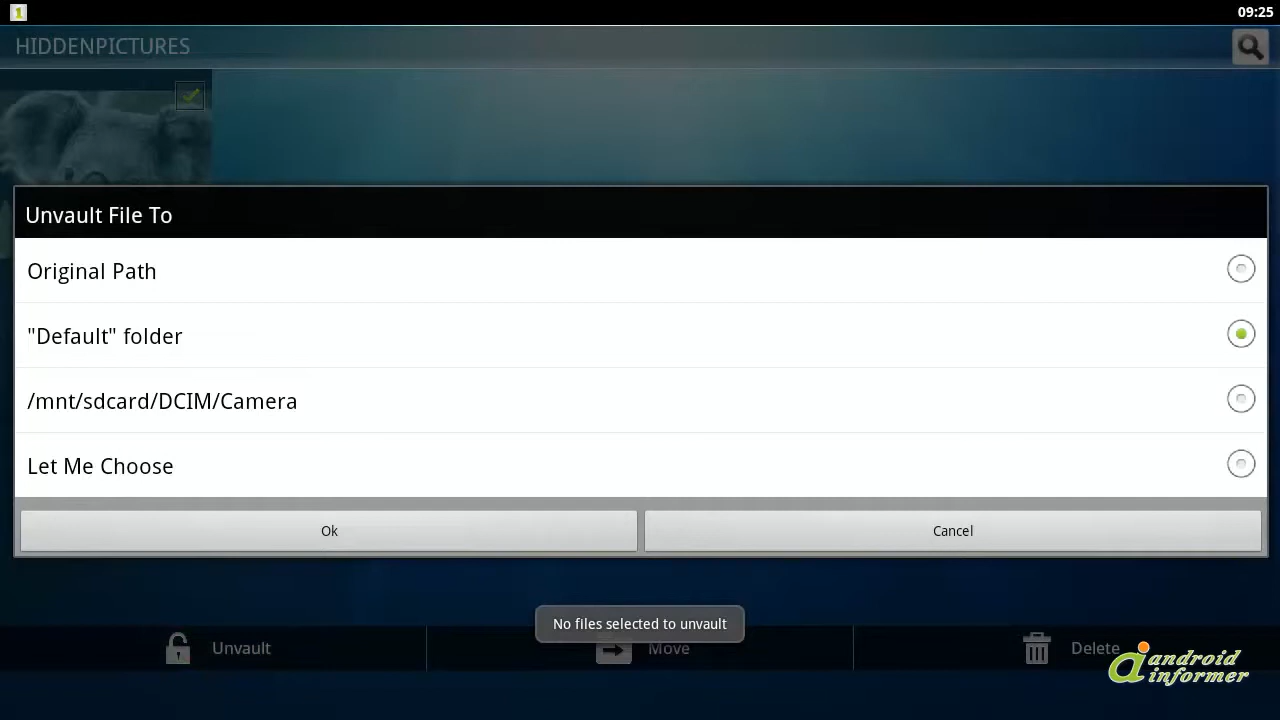 1
09:25
HIDDENPICTURES
Unvault File To
Original Path
"Default" folder
/mnt/sdcard/DCIM/Camera
Let Me Choose
Ok
Cancel
No files selected to unvault
Unvault
Move
Delete
android
informer